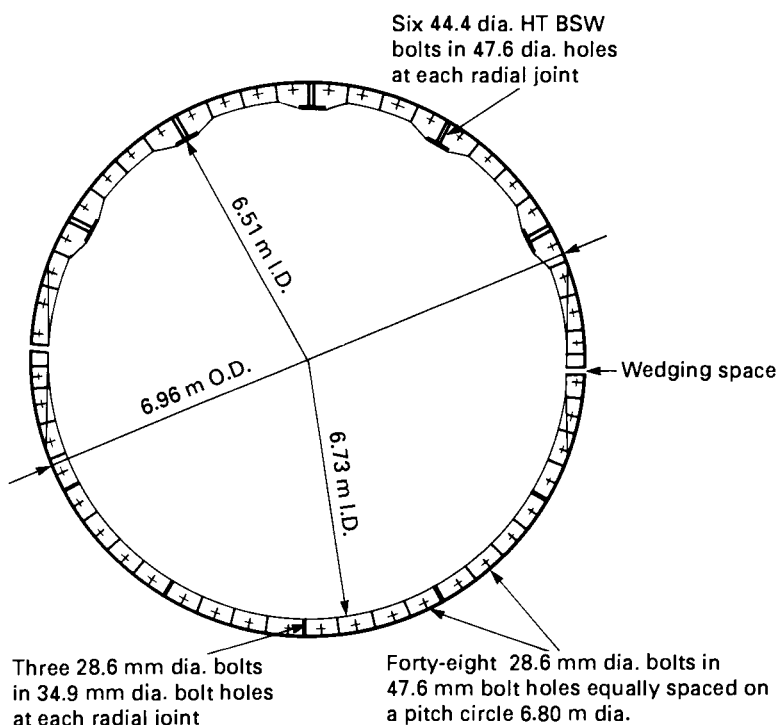 Six 44.4 dia. HT BSW
bolts in 47.6 dia. holes
at each radial joint
6.51 m I.D.
6.96 m O.D.
Wedging space
6.73 m I.D.
Three 28.6 mm dia. bolts
in 34.9 mm dia. bolt holes
at each radial joint
Forty-eight 28.6 mm dia. bolts in
47.6 mm bolt holes equally spaced on
a pitch circle 6.80 m dia.